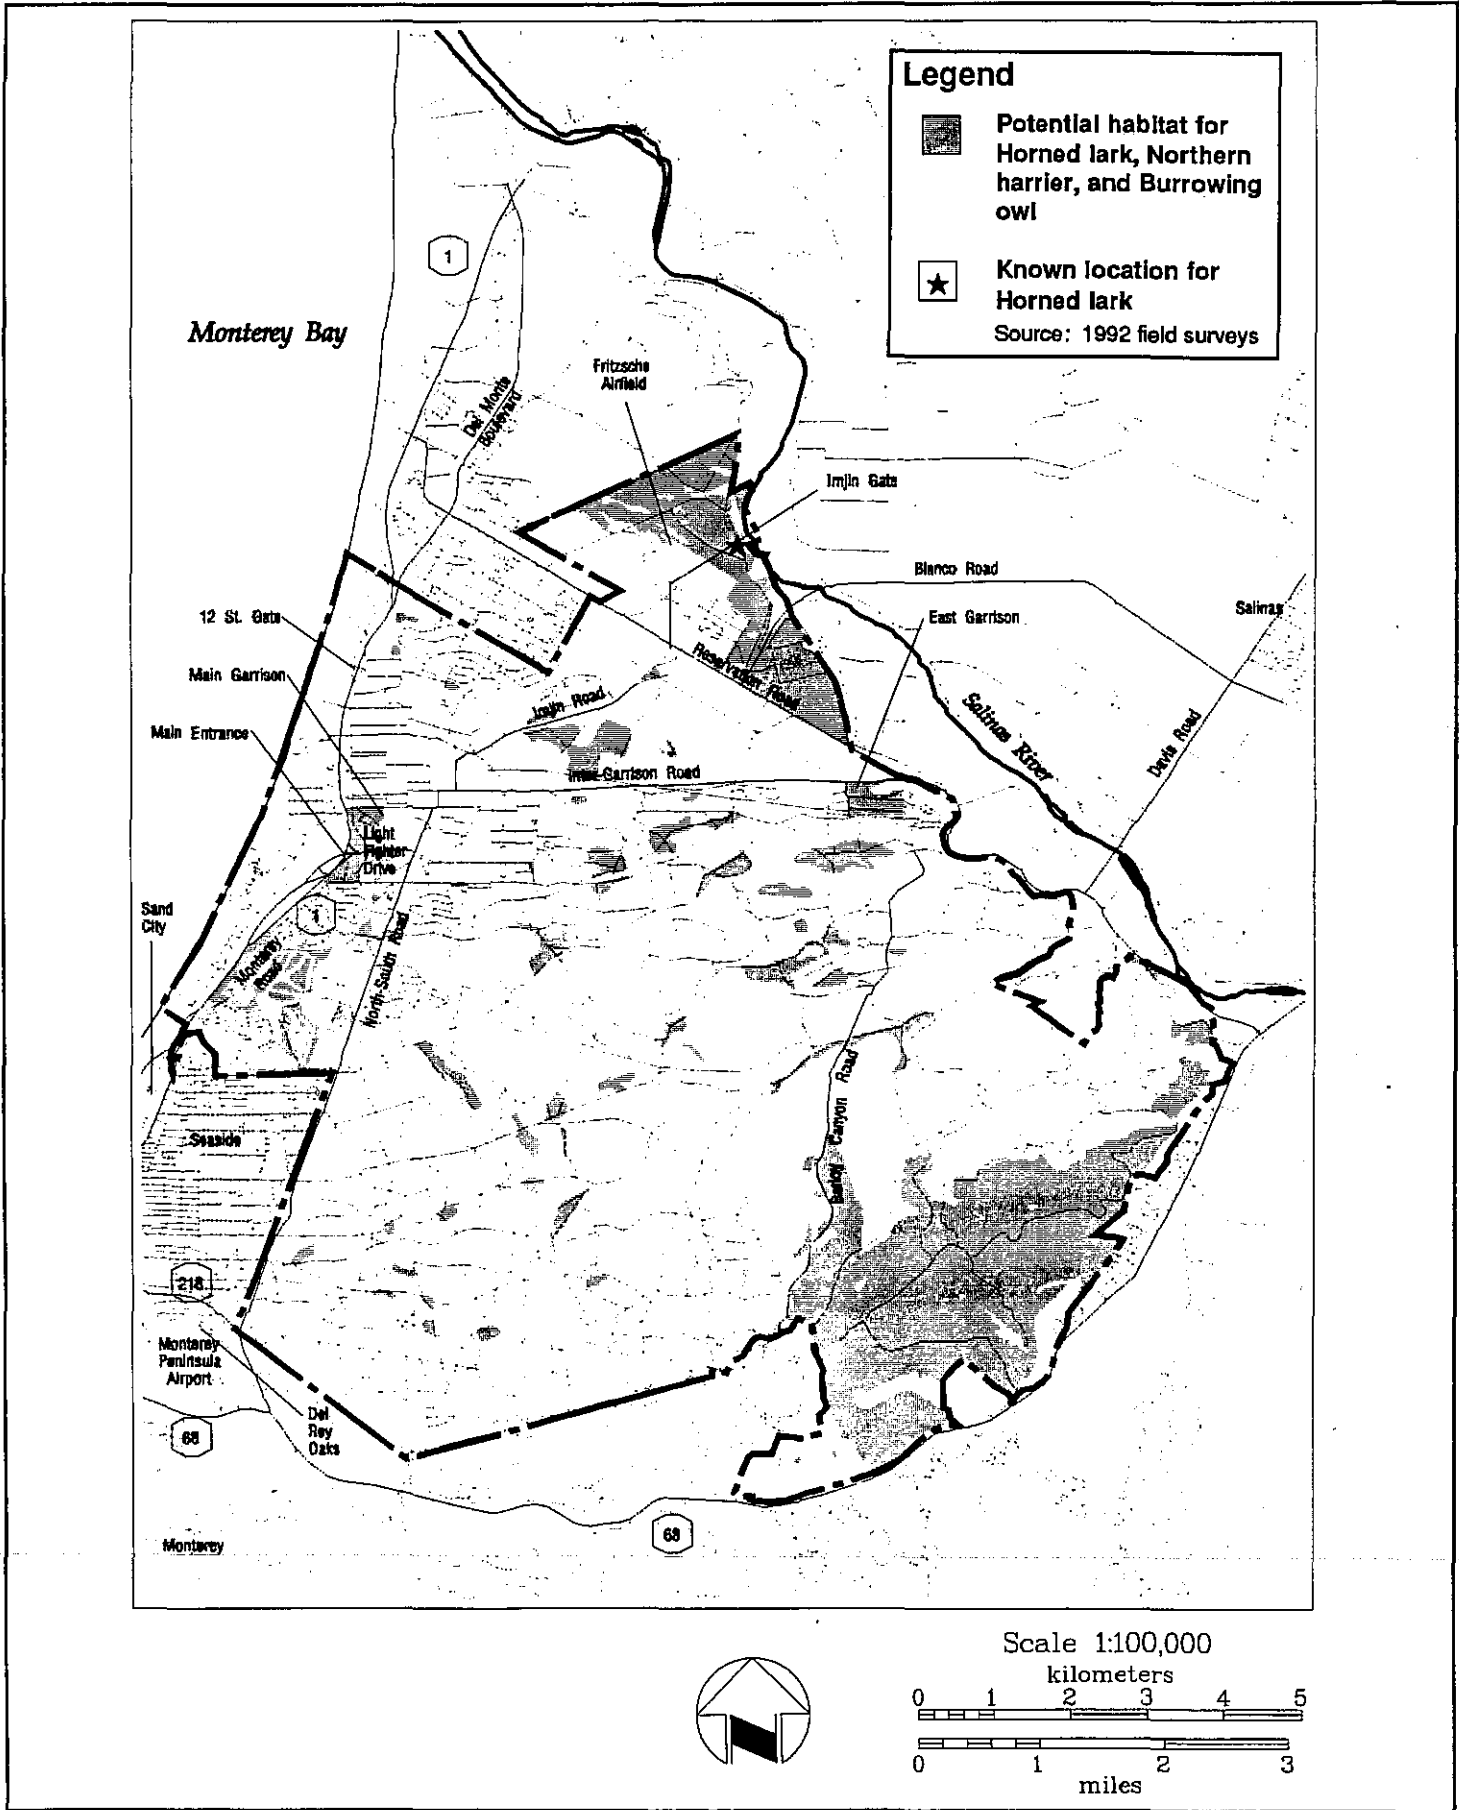 Legend
Potential habitat for
Horned lark, Northern
harrier, and Burrowing
owl
Known location for
Horned lark
Source: 1992 field surveys
1
Monterey Bay
Fritzsche
Airfield
Del Monte
Boulevard
Imjin Gate
Blanco Road
Salinas
12 St. Gate
East Garrison
Main Garrison
Reservation Road
Imjin Road
Salinas River
Davis Road
Main Entrance
Inter-Garrison Road
Light
Fighter
Drive
Sand
City
1
Monterey
Road
North-South Road
Barloy Canyon Road
Seaside
218
Monterey
Peninsula
Airport
Del
Rey
Oaks
68
68
Monterey
Scale 1:100,000
kilometers
0 1 2 3 4 5
0 1 2 3
miles